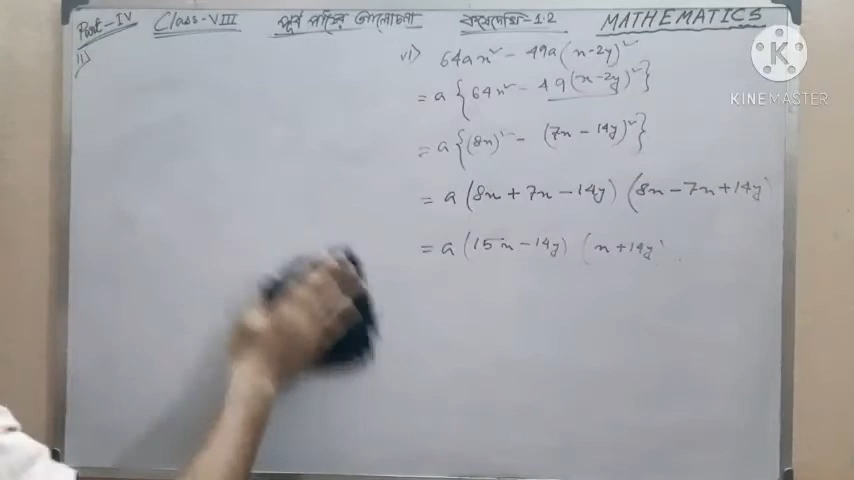 Part-IV Class-VIII পূর্ব পাঠের আলোচনা কষেদেখি-1.2 MATHEMATICS
vi) 64ax² - 49a(x-2y)²
= a{64x² - 49(x-2y)²}
= a{(8x)² - (7x-14y)²}
= a(8x+7x-14y) (8x-7x+14y)
= a(15x-14y) (x+14y)
K
KINEMASTER